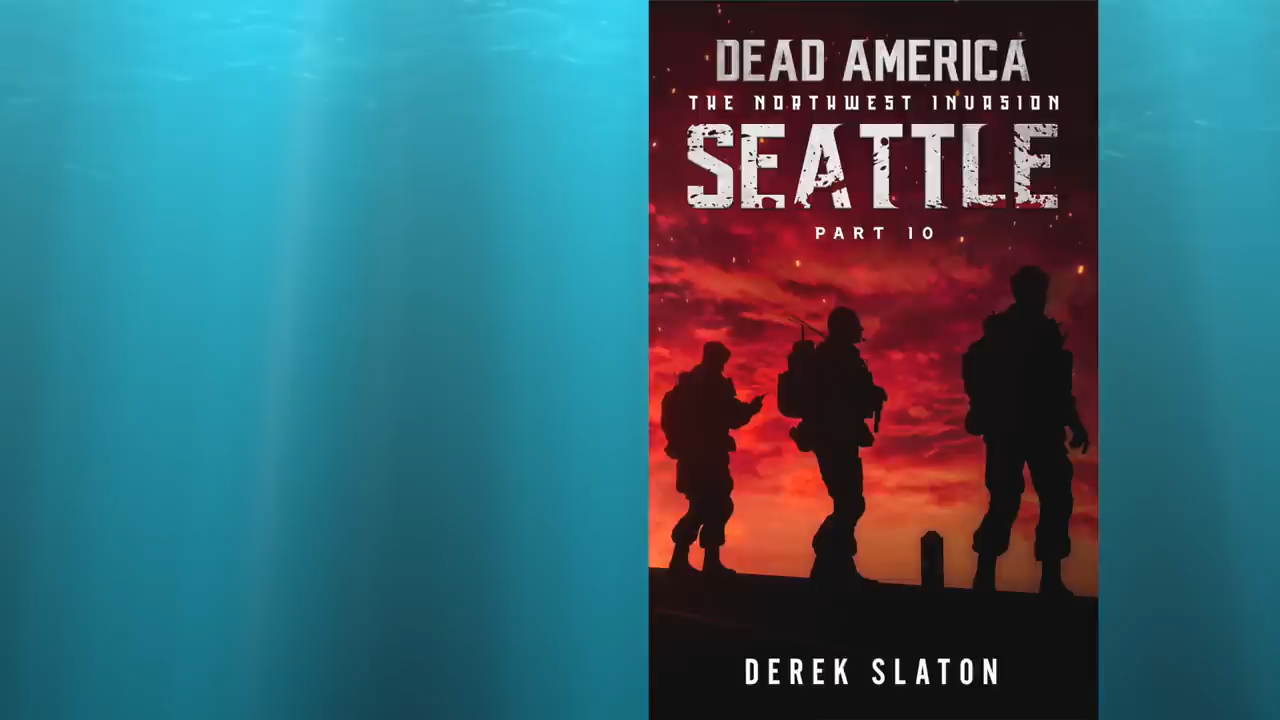 DEAD AMERICA
THE NORTHWEST INVASION
SEATTLE
PART 10
DEREK SLATON